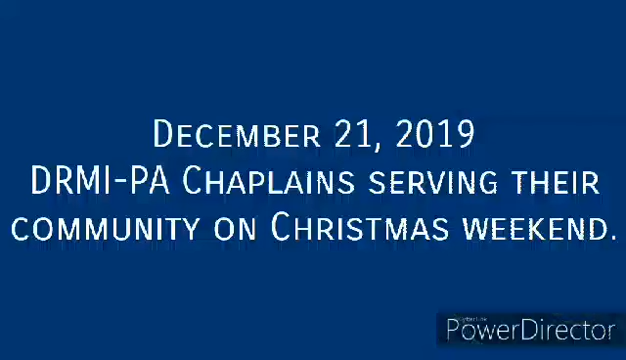 December 21, 2019
DRMI-PA Chaplains serving their
community on Christmas weekend.
PowerDirector